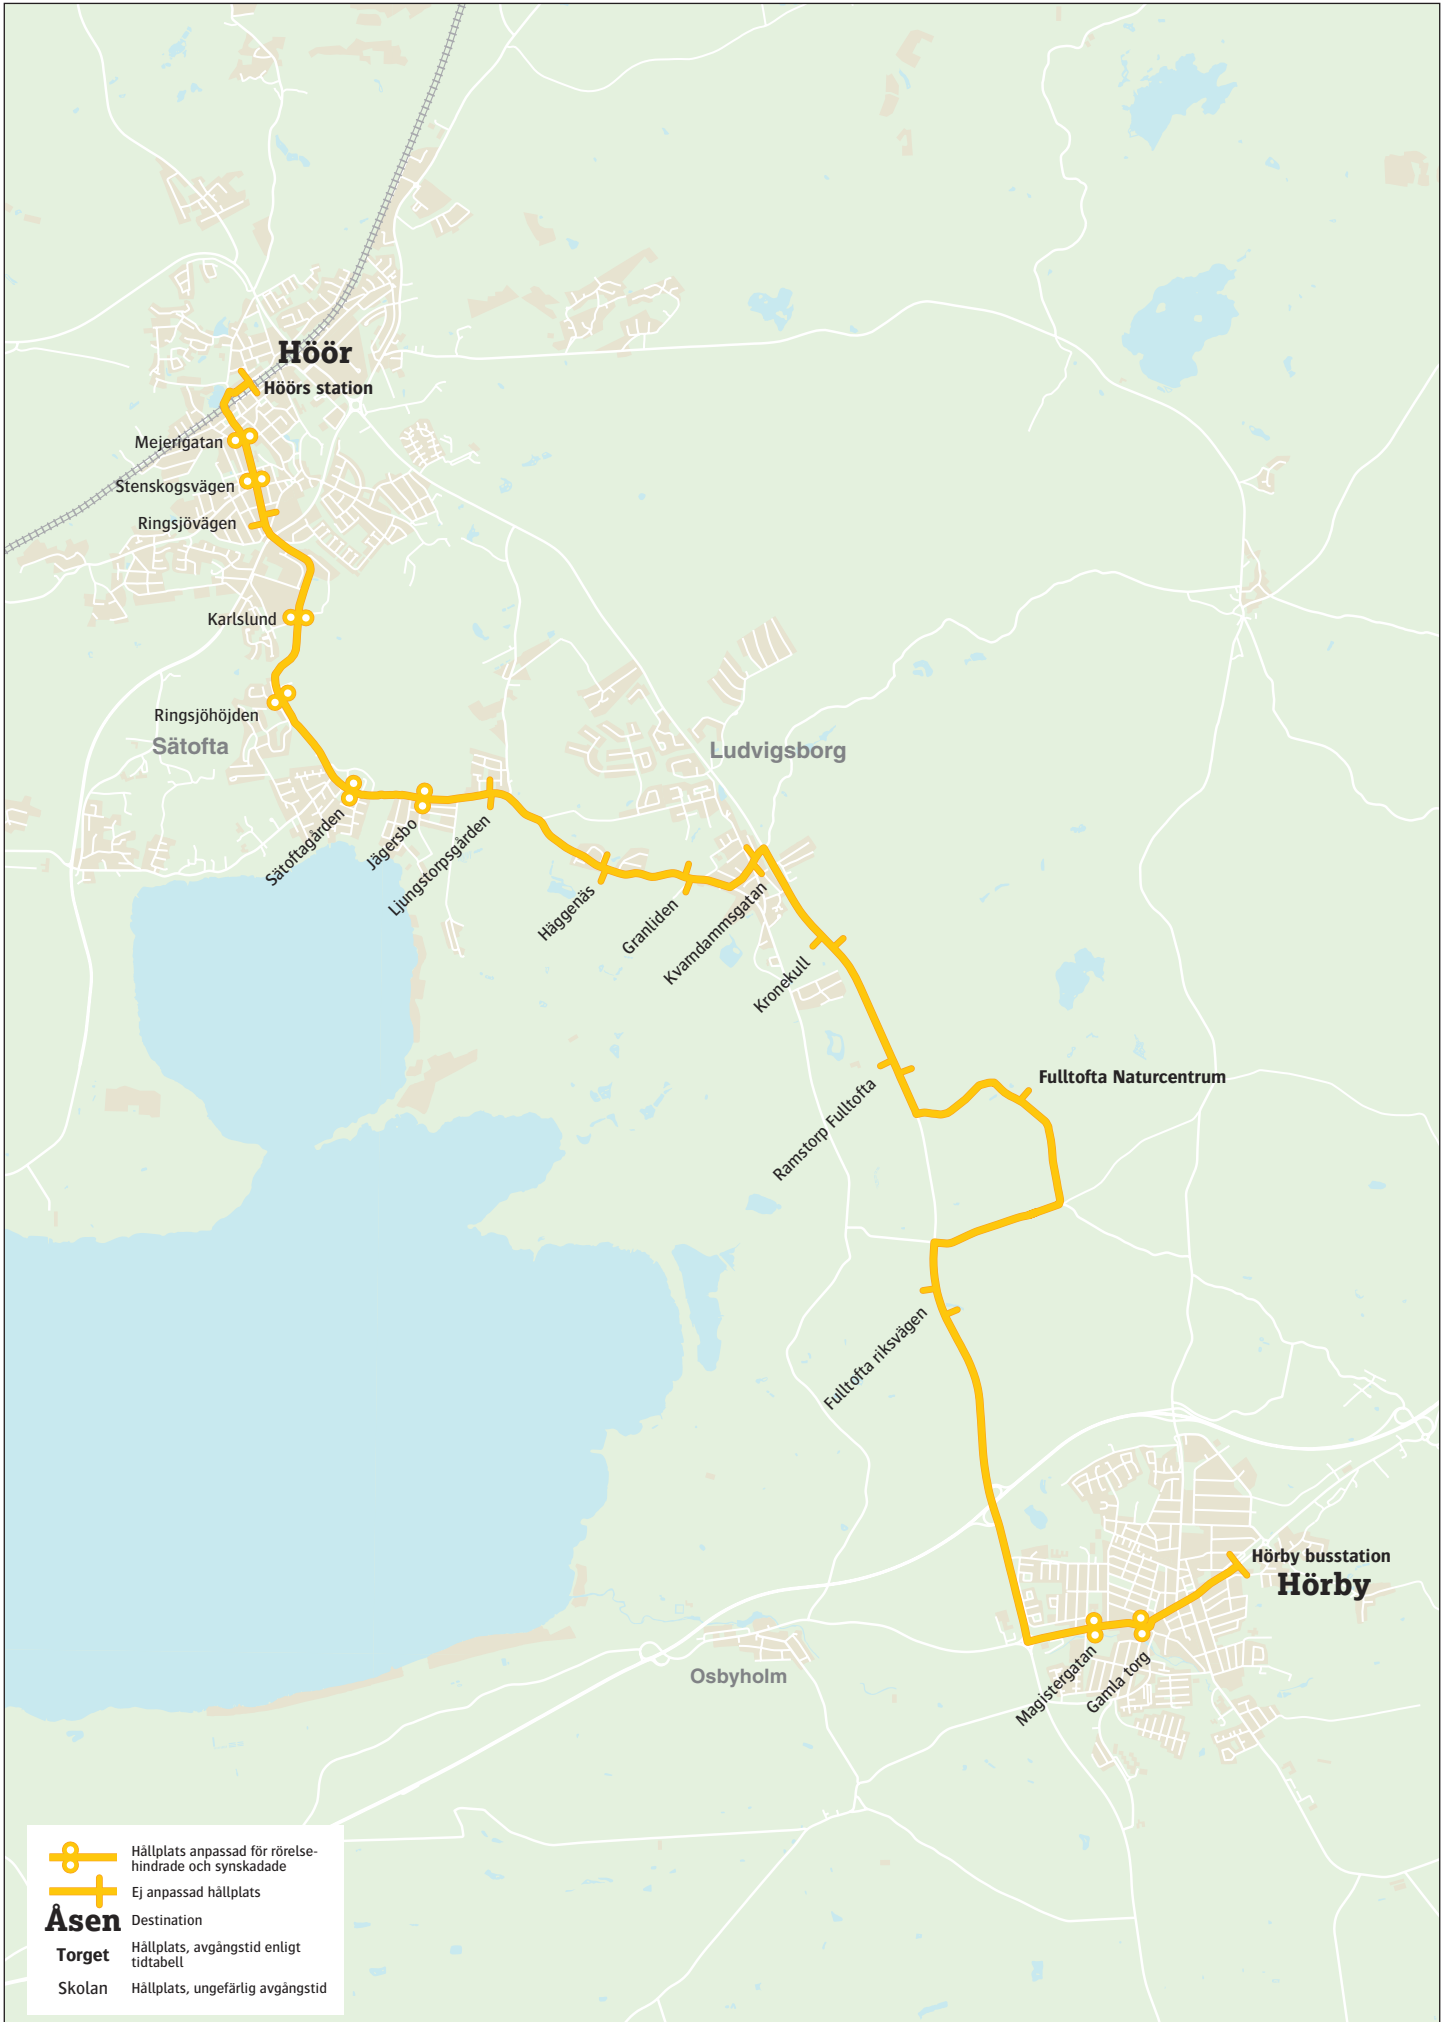 Höör
Höörs station
Mejerigatan
Stenskogsvägen
Ringsjövägen
Karlslund
Ringsjöhöjden
Sätofta
Ludvigsborg
Sätoftagården
Jägersbo
Ljungstorpsgården
Häggenäs
Granliden
Kvarndammsgatan
Kronekull
Ramstorp Fulltofta
Fulltofta Naturcentrum
Fulltofta riksvägen
Hörby busstation
Hörby
Magistergatan
Gamla torg
Osbyholm
Hållplats anpassad för rörelse-
hindrade och synskadade
Ej anpassad hållplats
Åsen Destination
Torget Hållplats, avgångstid enligt
tidtabell
Skolan Hållplats, ungefärlig avgångstid